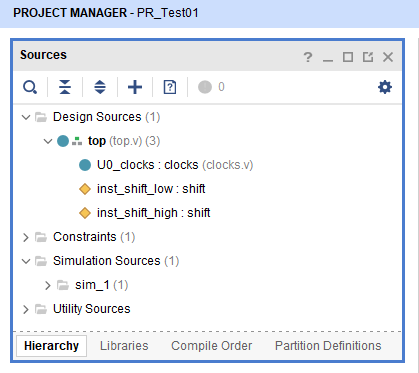 PROJECT MANAGER - PR_Test01
Sources
? _
0
Design Sources (1)
top (top.v) (3)
U0_clocks : clocks (clocks.v)
inst_shift_low : shift
inst_shift_high : shift
Constraints (1)
Simulation Sources (1)
sim_1 (1)
Utility Sources
Hierarchy Libraries Compile Order Partition Definitions